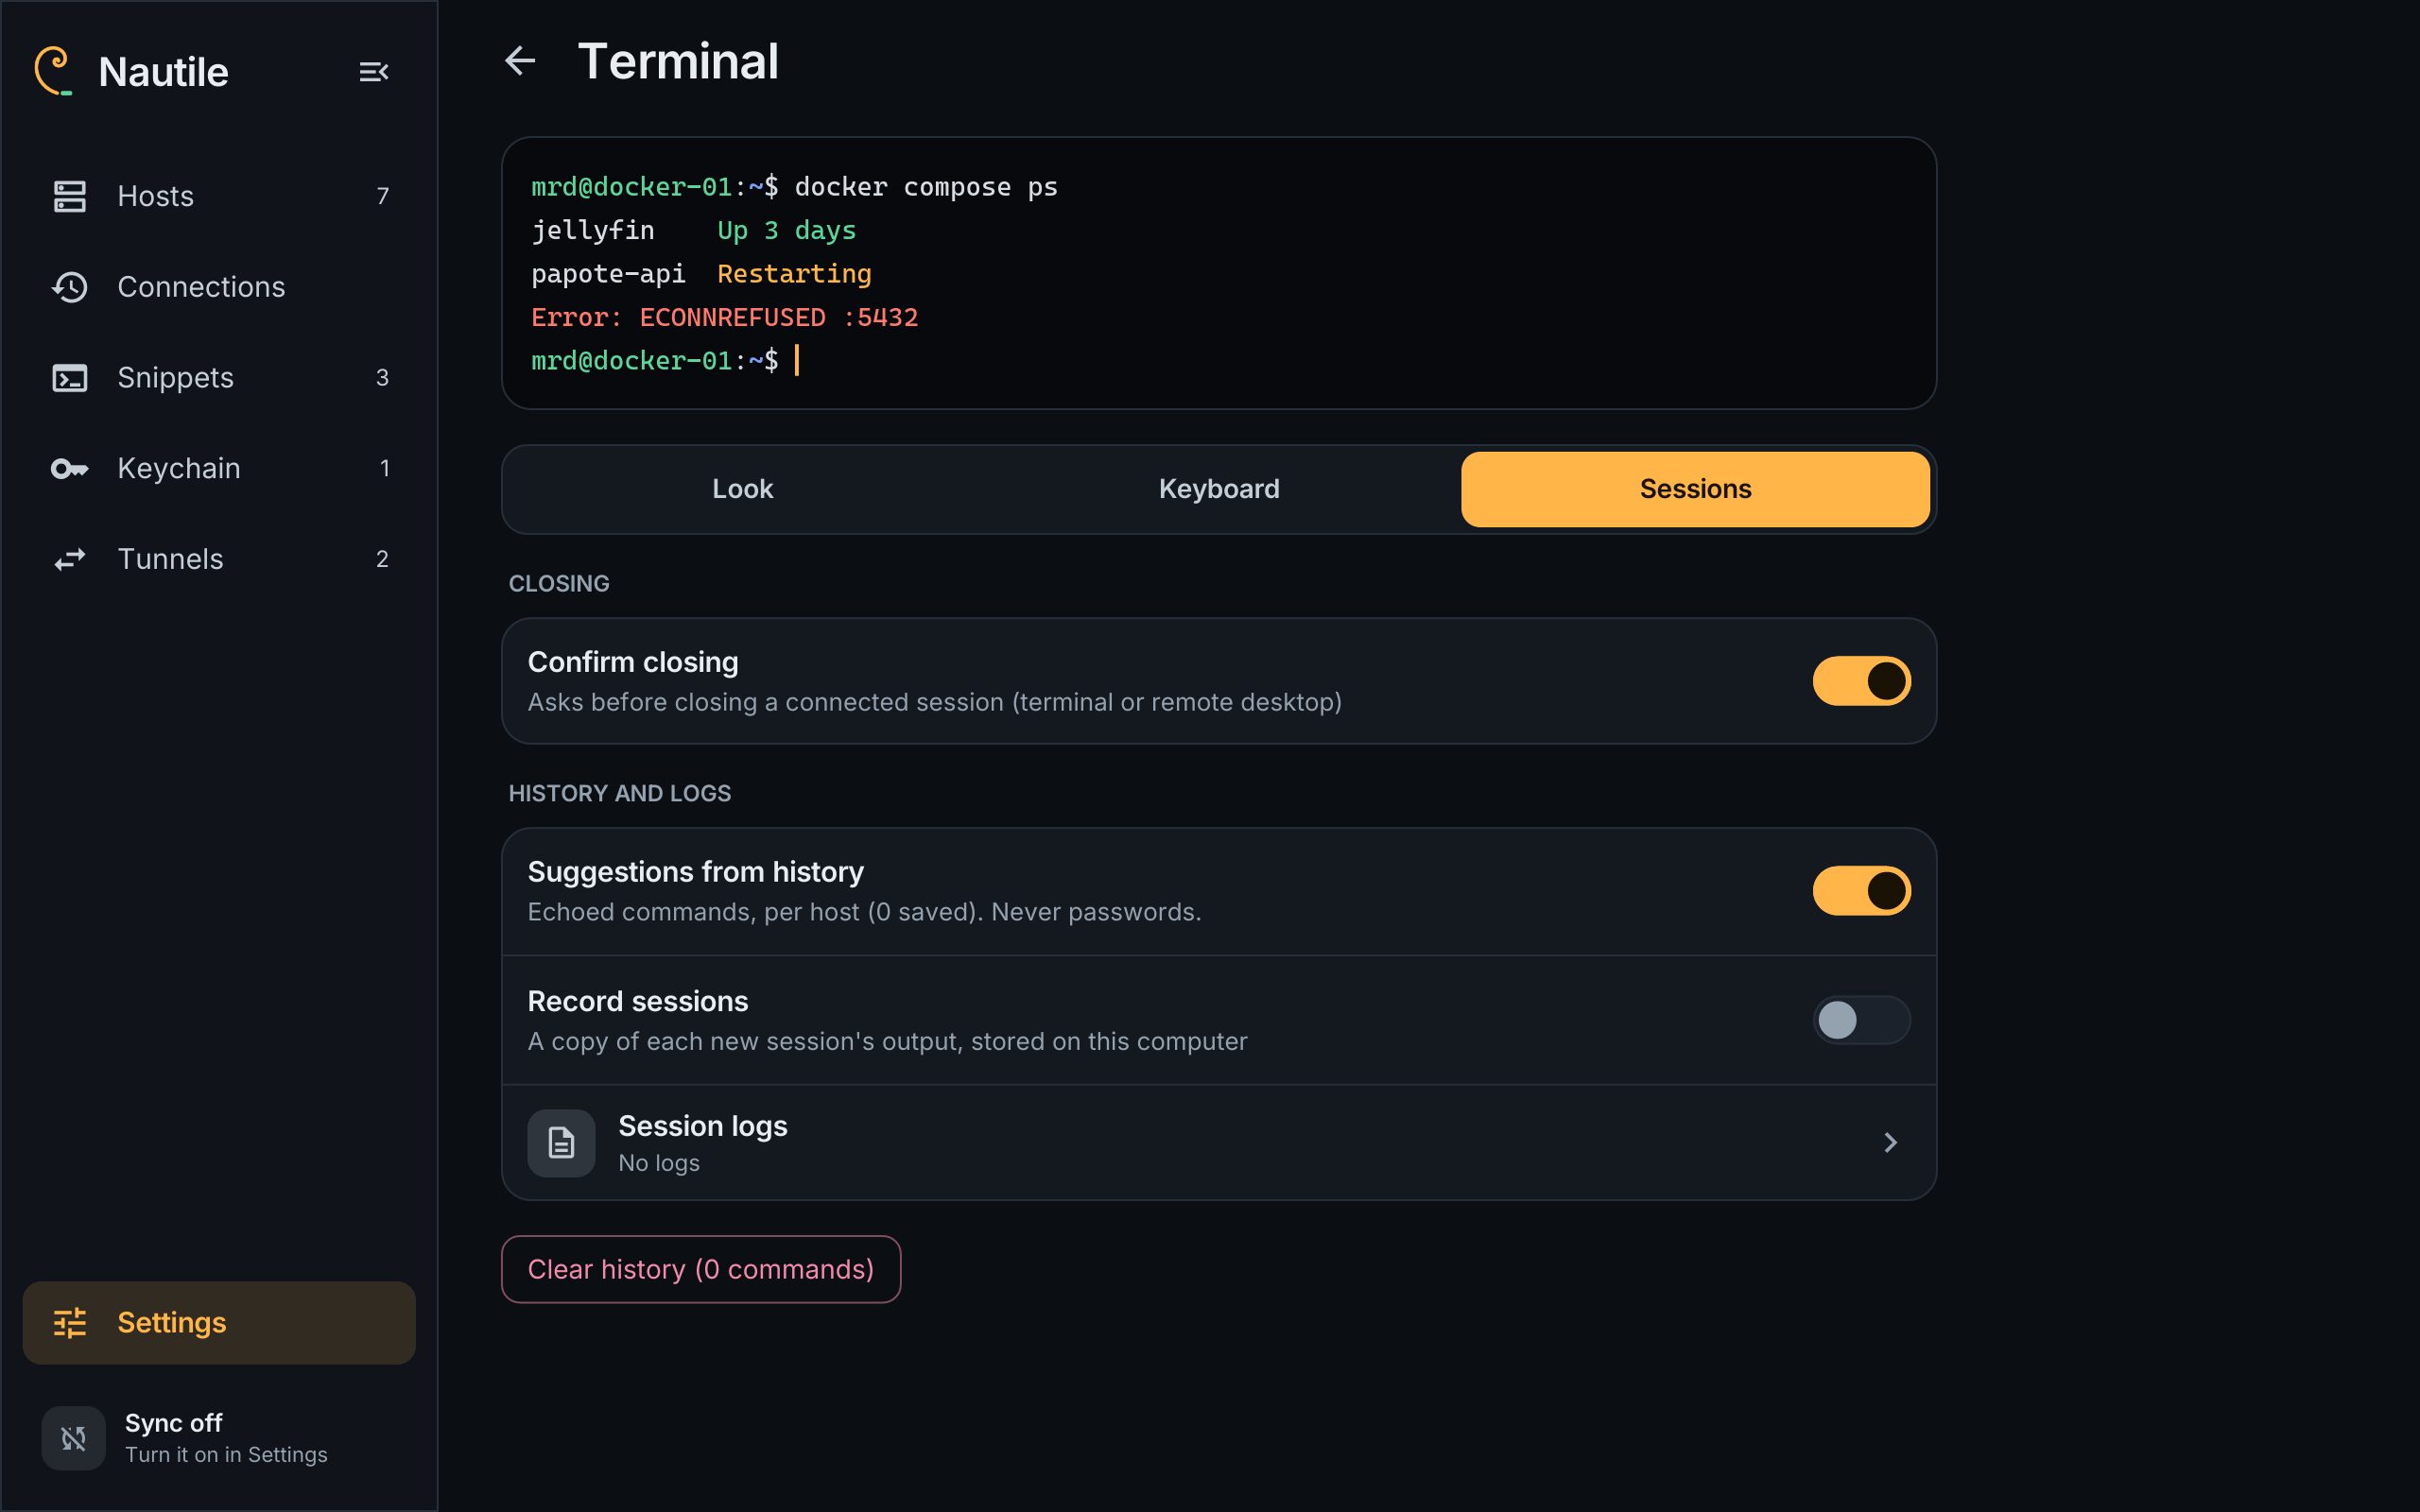 Nautile
Hosts 7
Connections
Snippets 3
Keychain 1
Tunnels 2
Settings
Sync off
Turn it on in Settings
Terminal
mrd@docker-01:~$ docker compose ps
jellyfin Up 3 days
papote-api Restarting
Error: ECONNREFUSED :5432
mrd@docker-01:~$
Look Keyboard Sessions
CLOSING
Confirm closing
Asks before closing a connected session (terminal or remote desktop)
HISTORY AND LOGS
Suggestions from history
Echoed commands, per host (0 saved). Never passwords.
Record sessions
A copy of each new session's output, stored on this computer
Session logs
No logs
Clear history (0 commands)